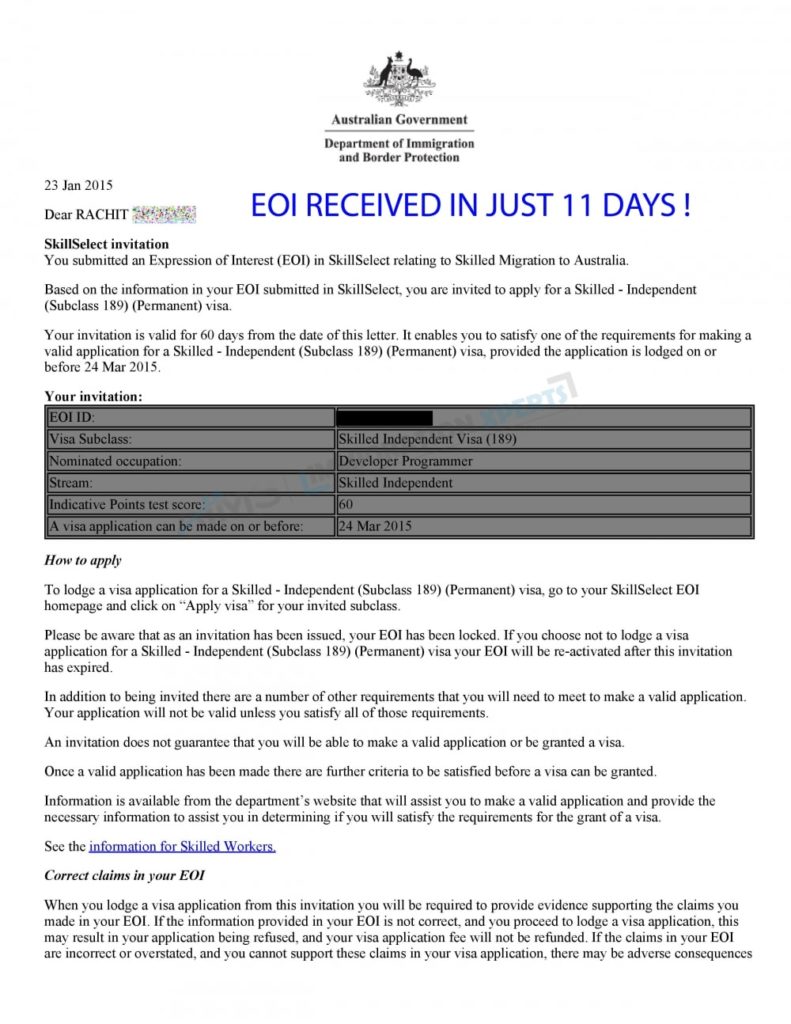 Australian Government
Department of Immigration
and Border Protection
23 Jan 2015
EOI RECEIVED IN JUST 11 DAYS !
Dear RACHIT
SkillSelect invitation
You submitted an Expression of Interest (EOI) in SkillSelect relating to Skilled Migration to Australia.
Based on the information in your EOI submitted in SkillSelect, you are invited to apply for a Skilled - Independent
(Subclass 189) (Permanent) visa.
Your invitation is valid for 60 days from the date of this letter. It enables you to satisfy one of the requirements for making a
valid application for a Skilled - Independent (Subclass 189) (Permanent) visa, provided the application is lodged on or
before 24 Mar 2015.
Your invitation:
EOI ID:
Visa Subclass: Skilled Independent Visa (189)
Nominated occupation: Developer Programmer
Stream: Skilled Independent
Indicative Points test score: 60
A visa application can be made on or before: 24 Mar 2015
XPERTS
How to apply
To lodge a visa application for a Skilled - Independent (Subclass 189) (Permanent) visa, go to your SkillSelect EOI
homepage and click on “Apply visa” for your invited subclass.
Please be aware that as an invitation has been issued, your EOI has been locked. If you choose not to lodge a visa
application for a Skilled - Independent (Subclass 189) (Permanent) visa your EOI will be re-activated after this invitation
has expired.
In addition to being invited there are a number of other requirements that you will need to meet to make a valid application.
Your application will not be valid unless you satisfy all of those requirements.
An invitation does not guarantee that you will be able to make a valid application or be granted a visa.
Once a valid application has been made there are further criteria to be satisfied before a visa can be granted.
Information is available from the department’s website that will assist you to make a valid application and provide the
necessary information to assist you in determining if you will satisfy the requirements for the grant of a visa.
See the information for Skilled Workers.
Correct claims in your EOI
When you lodge a visa application from this invitation you will be required to provide evidence supporting the claims you
made in your EOI. If the information provided in your EOI is not correct, and you proceed to lodge a visa application, this
may result in your application being refused, and your visa application fee will not be refunded. If the claims in your EOI
are incorrect or overstated, and you cannot support these claims in your visa application, there may be adverse consequences